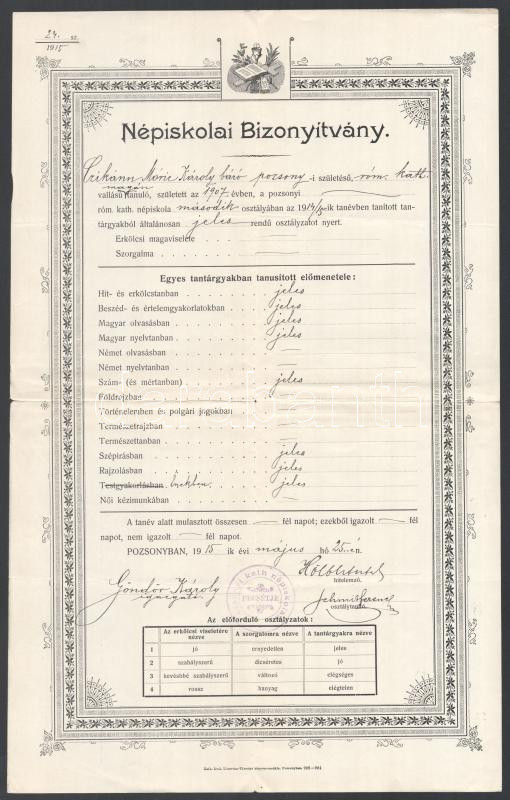 24. sz.
1915
Népiskolai Bizonyítvány.
Czikann Móric Károly báró pozsony-i születésű, róm. kath.
magán
vallású tanuló, született az 1907 évben, a pozsonyi
róm. kath. népiskola második osztályában az 1914/15-ik tanévben tanított tan-
tárgyakból általánosan jeles rendű osztályzatot nyert.
Erkölcsi magaviselete
Szorgalma
Egyes tantárgyakban tanusított előmenetele:
Hit- és erkölcstanban jeles
Beszéd- és értelemgyakorlatokban jeles
Magyar olvasásban jeles
Magyar nyelvtanban jeles
Német olvasásban —
Német nyelvtanban —
Szám- (és mértanban) jeles
Földrajzban
Történelemben és polgári jogokban
Természetrajzban
Természettanban
Szépírásban jeles
Rajzolásban jeles
Testgyakorlásban énekben jeles
Női kézimunkában —
A tanév alatt mulasztott összesen — fél napot; ezekből igazolt — fél
napot, nem igazolt — fél napot.
POZSONYBAN, 1915 ik évi május hó 25.-én.
hitelemző.
Göndör Károly
igazgató
osztálytanító.
Az előforduló osztályzatok:
Az erkölcsi viseletére nézve A szorgalomra nézve A tantárgyakra nézve
1 jó ernyedetlen jeles
2 szabályszerű dicséretes jó
3 kevésbbé szabályszerű változó elégséges
4 rossz hanyag elégtelen